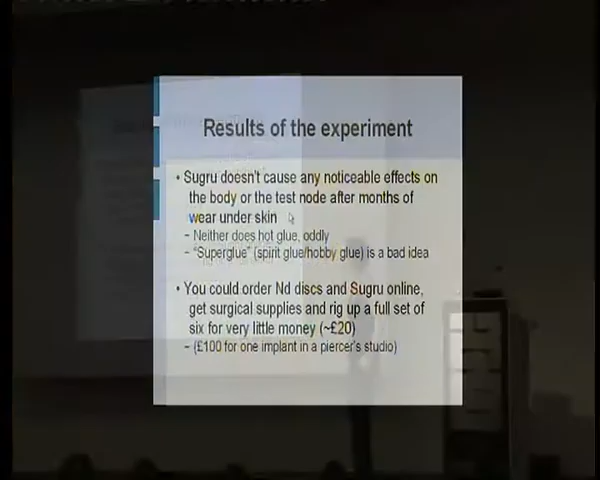 Results of the experiment
• Sugru doesn't cause any noticeable effects on
the body or the test node after months of
wear under skin
– Neither does hot glue, oddly
– “Superglue” (spirit glue/hobby glue) is a bad idea
• You could order Nd discs and Sugru online,
get surgical supplies and rig up a full set of
six for very little money (~£20)
– (£100 for one implant in a piercer's studio)